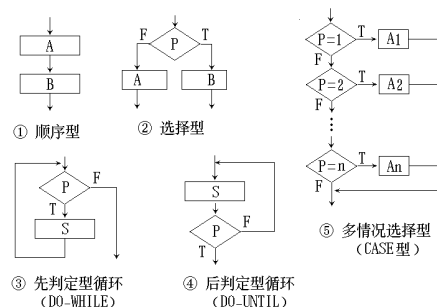 A
B
① 顺序型
F
T
P
A
B
② 选择型
P=1
T
A1
F
P=2
T
A2
F
P=n
T
An
F
⑤ 多情况选择型
(CASE型)
P
F
T
S
③ 先判定型循环
(DO-WHILE)
S
P
F
T
④ 后判定型循环
(DO-UNTIL)